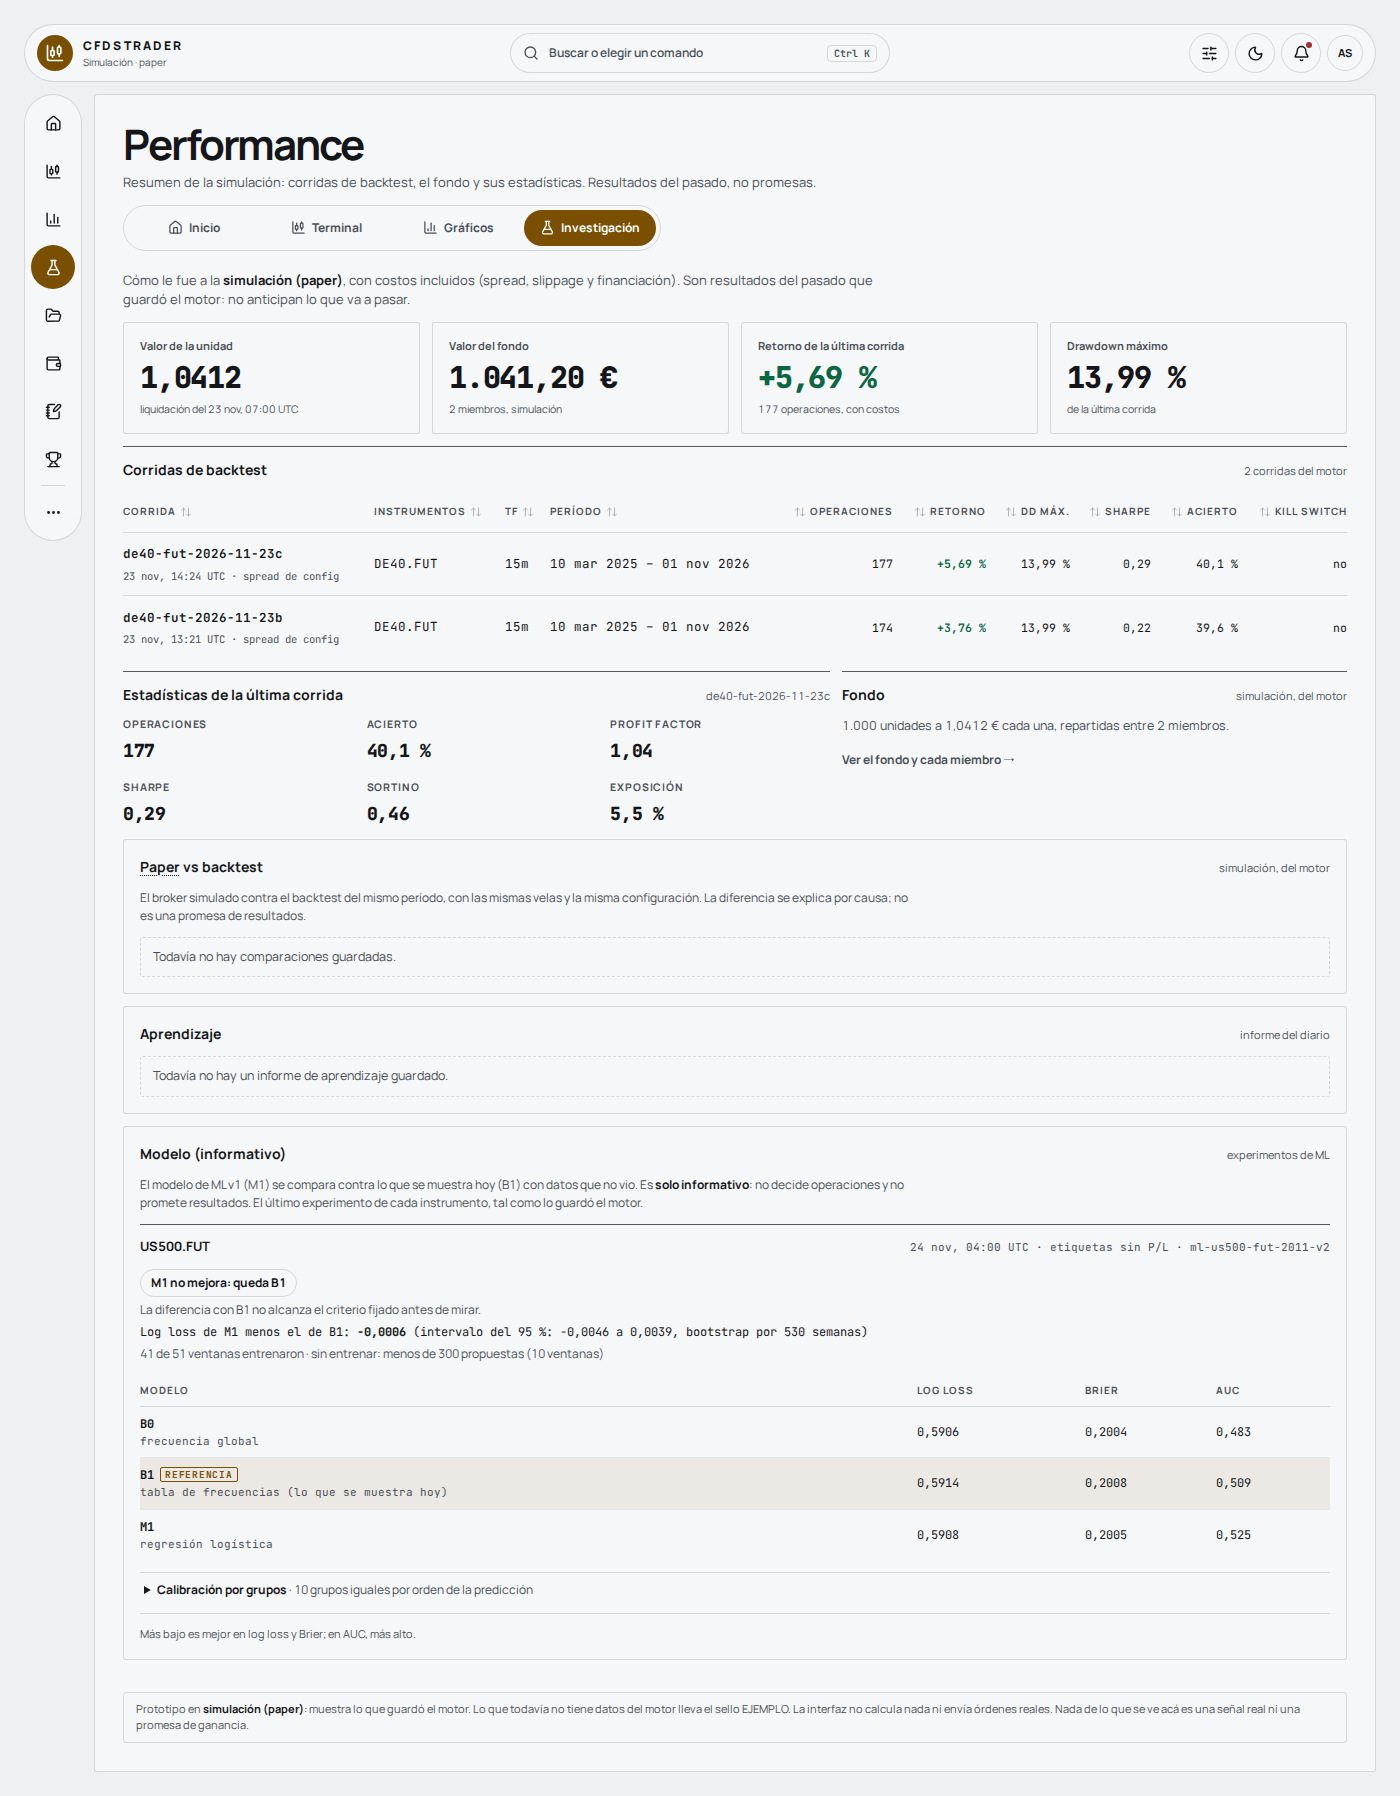 CFDSTRADER
Simulación · paper
Buscar o elegir un comando
Ctrl K
AS
Performance
Resumen de la simulación: corridas de backtest, el fondo y sus estadísticas. Resultados del pasado, no promesas.
Inicio
Terminal
Gráficos
Investigación
Cómo le fue a la simulación (paper), con costos incluidos (spread, slippage y financiación). Son resultados del pasado que
guardó el motor: no anticipan lo que va a pasar.
Valor de la unidad
1,0412
liquidación del 23 nov, 07:00 UTC
Valor del fondo
1.041,20 €
2 miembros, simulación
Retorno de la última corrida
+5,69 %
177 operaciones, con costos
Drawdown máximo
13,99 %
de la última corrida
Corridas de backtest
2 corridas del motor
CORRIDA INSTRUMENTOS TF PERÍODO OPERACIONES RETORNO DD MÁX. SHARPE ACIERTO KILL SWITCH
de40-fut-2026-11-23c
23 nov, 14:24 UTC · spread de config
DE40.FUT 15m 10 mar 2025 – 01 nov 2026 177 +5,69 % 13,99 % 0,29 40,1 % no
de40-fut-2026-11-23b
23 nov, 13:21 UTC · spread de config
DE40.FUT 15m 10 mar 2025 – 01 nov 2026 174 +3,76 % 13,99 % 0,22 39,6 % no
Estadísticas de la última corrida
de40-fut-2026-11-23c
OPERACIONES ACIERTO PROFIT FACTOR
177 40,1 % 1,04
SHARPE SORTINO EXPOSICIÓN
0,29 0,46 5,5 %
Fondo
simulación, del motor
1.000 unidades a 1,0412 € cada una, repartidas entre 2 miembros.
Ver el fondo y cada miembro →
Paper vs backtest
simulación, del motor
El broker simulado contra el backtest del mismo período, con las mismas velas y la misma configuración. La diferencia se explica por causa; no
es una promesa de resultados.
Todavía no hay comparaciones guardadas.
Aprendizaje
informe del diario
Todavía no hay un informe de aprendizaje guardado.
Modelo (informativo)
experimentos de ML
El modelo de ML v1 (M1) se compara contra lo que se muestra hoy (B1) con datos que no vio. Es solo informativo: no decide operaciones y no
promete resultados. El último experimento de cada instrumento, tal como lo guardó el motor.
US500.FUT
24 nov, 04:00 UTC · etiquetas sin P/L · ml-us500-fut-2011-v2
M1 no mejora: queda B1
La diferencia con B1 no alcanza el criterio fijado antes de mirar.
Log loss de M1 menos el de B1: -0,0006 (intervalo del 95 %: -0,0046 a 0,0039, bootstrap por 530 semanas)
41 de 51 ventanas entrenaron · sin entrenar: menos de 300 propuestas (10 ventanas)
MODELO LOG LOSS BRIER AUC
B0
frecuencia global
0,5906 0,2004 0,483
B1 REFERENCIA
tabla de frecuencias (lo que se muestra hoy)
0,5914 0,2008 0,509
M1
regresión logística
0,5908 0,2005 0,525
Calibración por grupos · 10 grupos iguales por orden de la predicción
Más bajo es mejor en log loss y Brier; en AUC, más alto.
Prototipo en simulación (paper): muestra lo que guardó el motor. Lo que todavía no tiene datos del motor lleva el sello EJEMPLO. La interfaz no calcula nada ni envía órdenes reales. Nada de lo que se ve acá es una señal real ni una
promesa de ganancia.